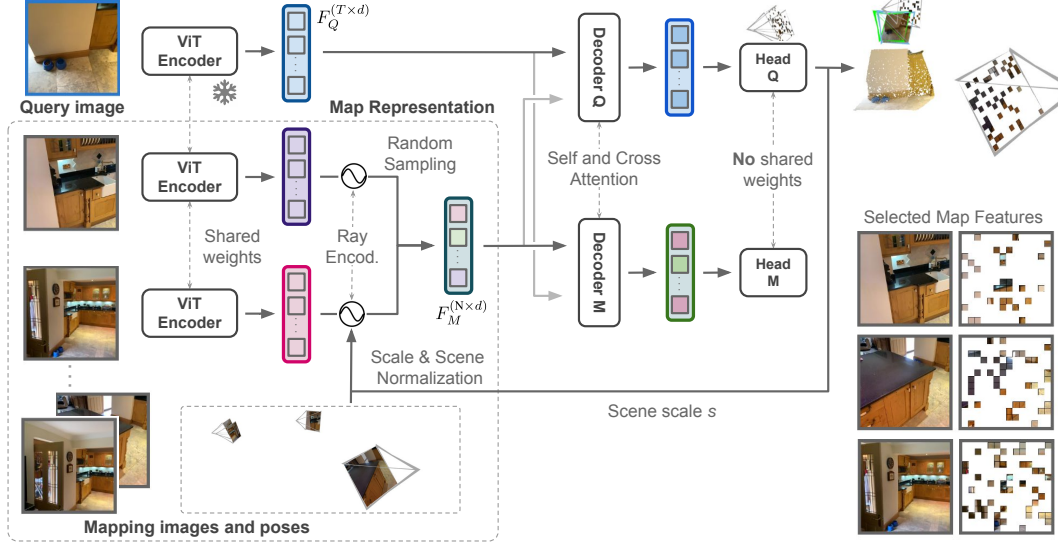 ViT
Encoder
F_Q^{(T×d)}
Query image
Map Representation
Decoder Q
Head
Q
ViT
Encoder
Random
Sampling
Self and Cross
Attention
No shared
weights
Shared
weights
Ray
Encod.
Selected Map Features
ViT
Encoder
F_M^{(N×d)}
Decoder M
Head
M
Scale & Scene
Normalization
Scene scale s
Mapping images and poses